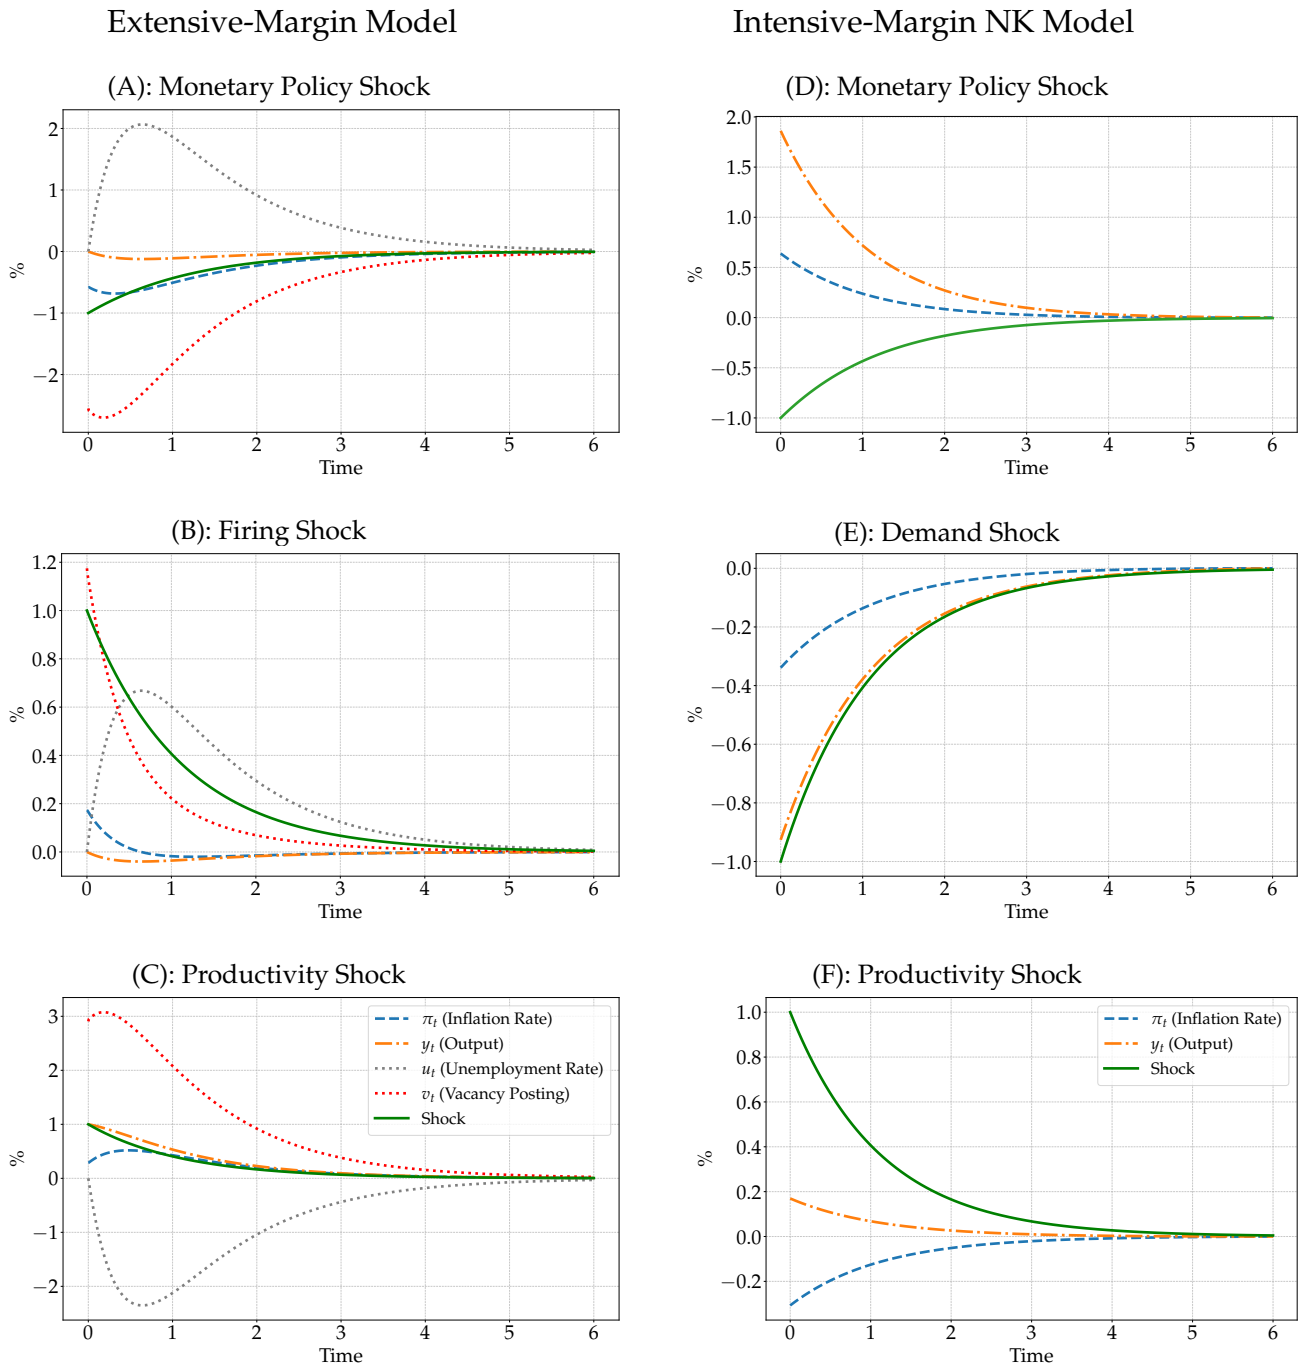 Extensive-Margin Model
Intensive-Margin NK Model
(A): Monetary Policy Shock
2
1
0
−1
−2
%
0 1 2 3 4 5 6
Time
(D): Monetary Policy Shock
2.0
1.5
1.0
0.5
0.0
−0.5
−1.0
%
0 1 2 3 4 5 6
Time
(B): Firing Shock
1.2
1.0
0.8
0.6
0.4
0.2
0.0
%
0 1 2 3 4 5 6
Time
(E): Demand Shock
0.0
−0.2
−0.4
−0.6
−0.8
−1.0
%
0 1 2 3 4 5 6
Time
(C): Productivity Shock
3
2
1
0
−1
−2
%
π_t (Inflation Rate)
y_t (Output)
u_t (Unemployment Rate)
v_t (Vacancy Posting)
Shock
0 1 2 3 4 5 6
Time
(F): Productivity Shock
1.0
0.8
0.6
0.4
0.2
0.0
−0.2
%
π_t (Inflation Rate)
y_t (Output)
Shock
0 1 2 3 4 5 6
Time